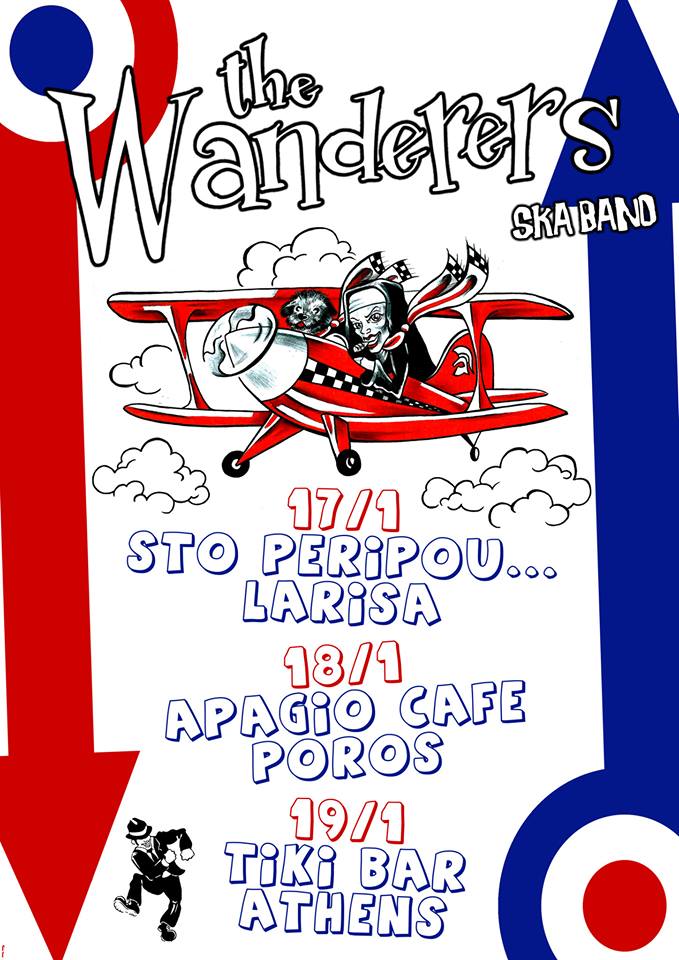 the
Wanderers
SKA BAND
17/1
STO PERiPOU...
LARiSA
18/1
APAGiO CAFE
POROS
19/1
TiKi BAR
ATHENS